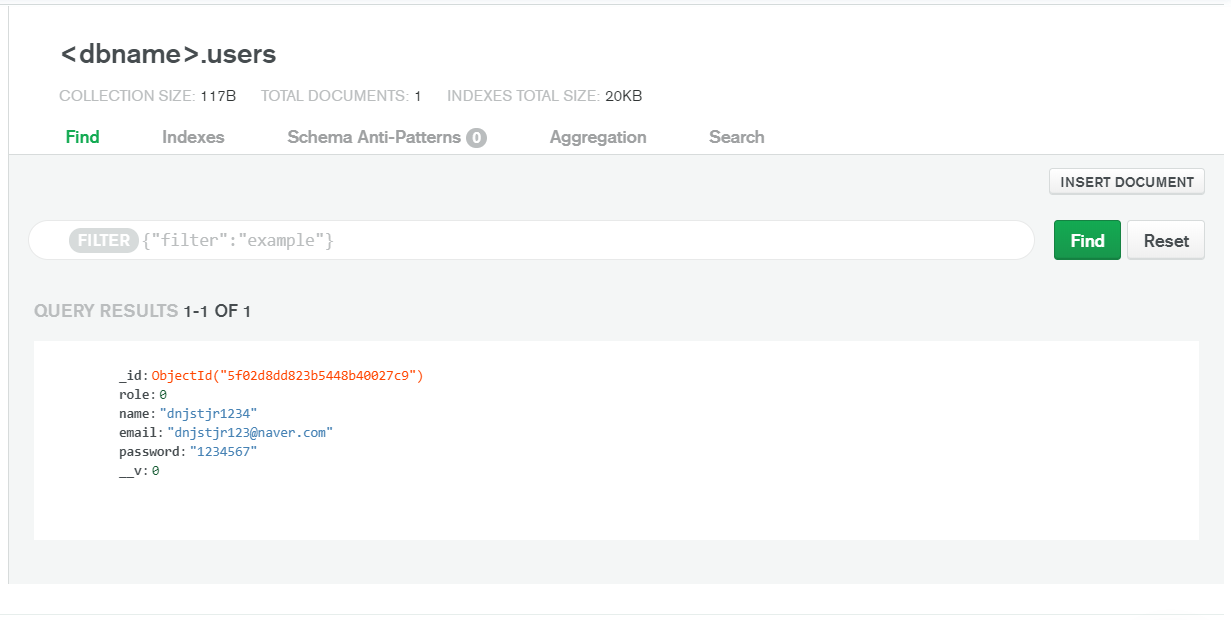 <dbname>.users
COLLECTION SIZE: 117B TOTAL DOCUMENTS: 1 INDEXES TOTAL SIZE: 20KB
Find Indexes Schema Anti-Patterns 0 Aggregation Search
INSERT DOCUMENT
FILTER {"filter":"example"} Find Reset
QUERY RESULTS 1-1 OF 1
_id: ObjectId("5f02d8dd823b5448b40027c9")
role: 0
name: "dnjstjr1234"
email: "dnjstjr123@naver.com"
password: "1234567"
__v: 0